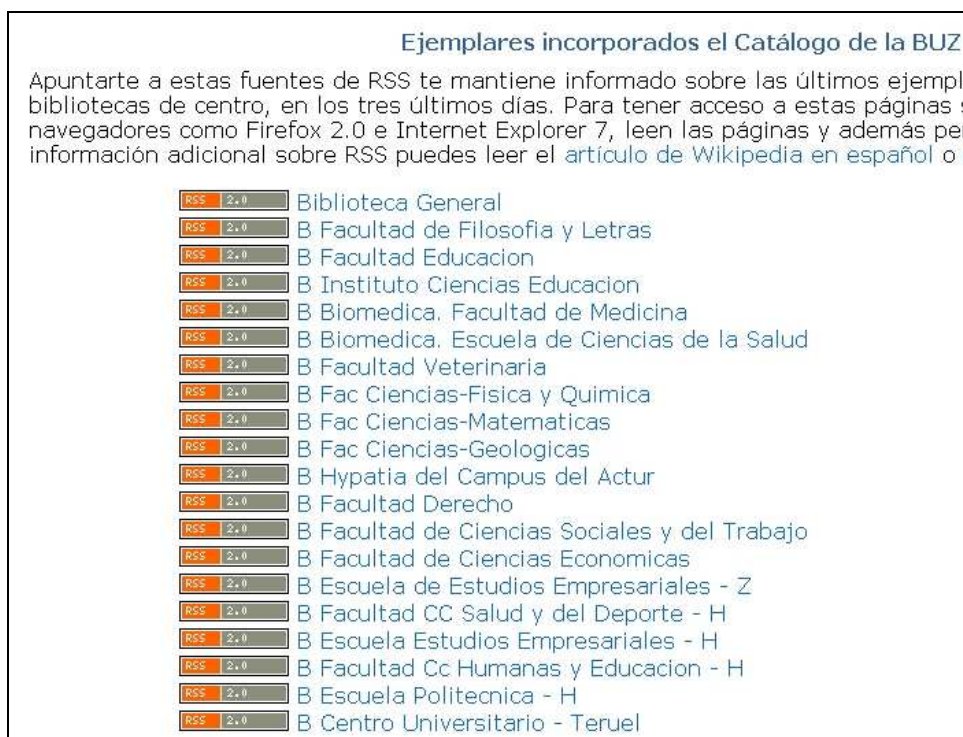 Ejemplares incorporados el Catálogo de la BUZ
Apuntarte a estas fuentes de RSS te mantiene informado sobre las últimos ejempl
bibliotecas de centro, en los tres últimos días. Para tener acceso a estas páginas s
navegadores como Firefox 2.0 e Internet Explorer 7, leen las páginas y además pe
información adicional sobre RSS puedes leer el artículo de Wikipedia en español o
RSS 2.0 Biblioteca General
RSS 2.0 B Facultad de Filosofia y Letras
RSS 2.0 B Facultad Educacion
RSS 2.0 B Instituto Ciencias Educacion
RSS 2.0 B Biomedica. Facultad de Medicina
RSS 2.0 B Biomedica. Escuela de Ciencias de la Salud
RSS 2.0 B Facultad Veterinaria
RSS 2.0 B Fac Ciencias-Fisica y Quimica
RSS 2.0 B Fac Ciencias-Matematicas
RSS 2.0 B Fac Ciencias-Geologicas
RSS 2.0 B Hypatia del Campus del Actur
RSS 2.0 B Facultad Derecho
RSS 2.0 B Facultad de Ciencias Sociales y del Trabajo
RSS 2.0 B Facultad de Ciencias Economicas
RSS 2.0 B Escuela de Estudios Empresariales - Z
RSS 2.0 B Facultad CC Salud y del Deporte - H
RSS 2.0 B Escuela Estudios Empresariales - H
RSS 2.0 B Facultad Cc Humanas y Educacion - H
RSS 2.0 B Escuela Politecnica - H
RSS 2.0 B Centro Universitario - Teruel